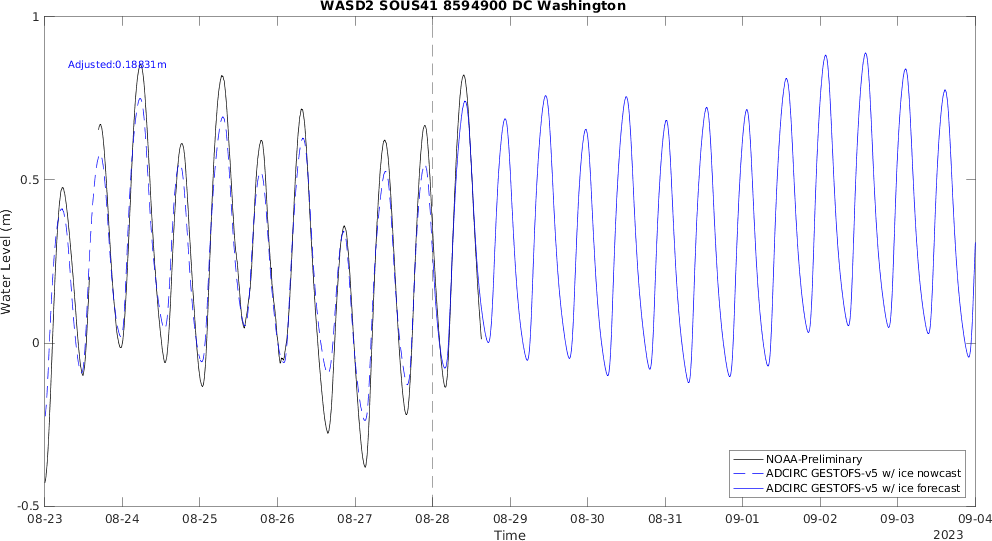 WASD2 SOUS41 8594900 DC Washington
1
Adjusted:0.18831m
0.5
Water Level (m)
0
-0.5
NOAA-Preliminary
ADCIRC GESTOFS-v5 w/ ice nowcast
ADCIRC GESTOFS-v5 w/ ice forecast
08-23 08-24 08-25 08-26 08-27 08-28 08-29 08-30 08-31 09-01 09-02 09-03 09-04
Time
2023